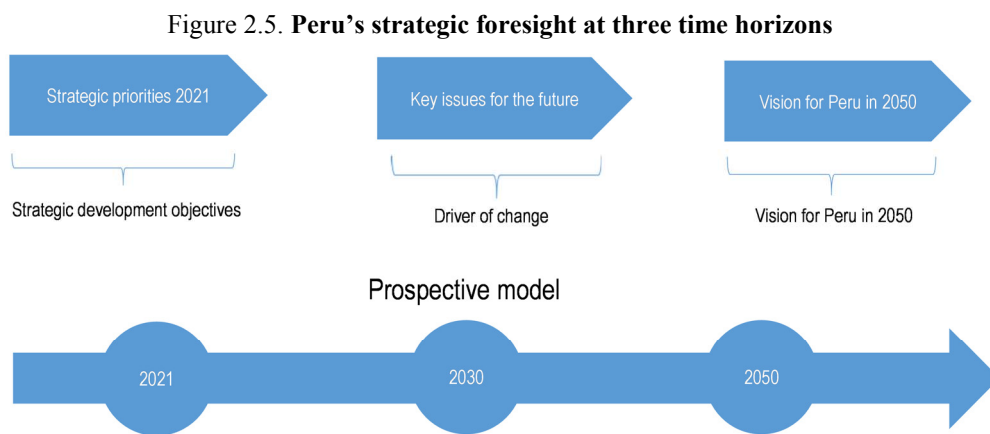 Figure 2.5. Peru’s strategic foresight at three time horizons
Strategic priorities 2021
Key issues for the future
Vision for Peru in 2050
Strategic development objectives
Driver of change
Vision for Peru in 2050
Prospective model
2021
2030
2050